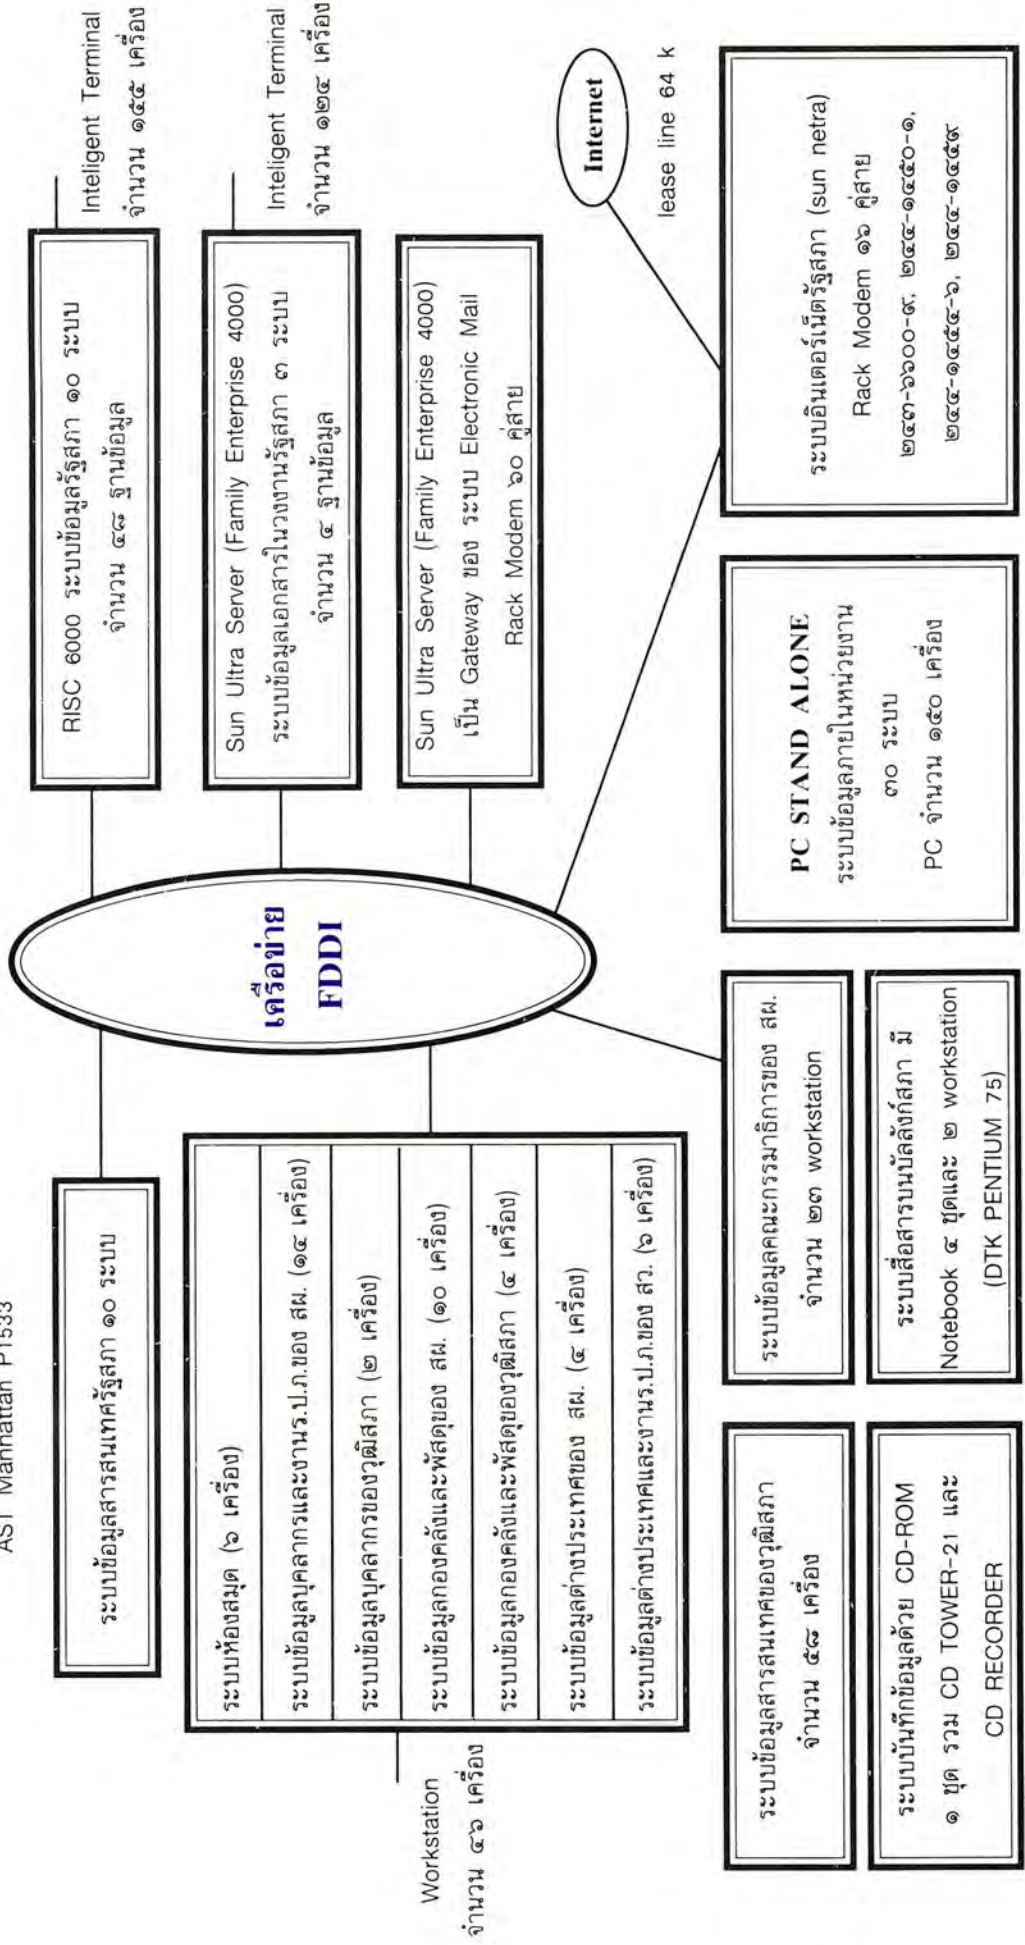 AST Manhattan P1533
ระบบข้อมูลสารสนเทศรัฐสภา ๑๐ ระบบ
ระบบห้องสมุด (๖ เครื่อง)
ระบบข้อมูลบุคลากรและงานร.ป.ภ.ของ สผ. (๑๔ เครื่อง)
ระบบข้อมูลบุคลากรของวุฒิสภา (๒ เครื่อง)
ระบบข้อมูลกองคลังและพัสดุของ สผ. (๑๐ เครื่อง)
ระบบข้อมูลกองคลังและพัสดุของวุฒิสภา (๔ เครื่อง)
ระบบข้อมูลต่างประเทศของ สผ. (๔ เครื่อง)
ระบบข้อมูลต่างประเทศและงานร.ป.ภ.ของ สว. (๖ เครื่อง)
Workstation
จำนวน ๔๖ เครื่อง
เครือข่าย
FDDI
RISC 6000 ระบบข้อมูลรัฐสภา ๑๐ ระบบ
จำนวน ๔๘ ฐานข้อมูล
Inteligent Terminal
จำนวน ๑๕๕ เครื่อง
Sun Ultra Server (Family Enterprise 4000)
ระบบข้อมูลเอกสารในวงงานรัฐสภา ๓ ระบบ
จำนวน ๔ ฐานข้อมูล
Inteligent Terminal
จำนวน ๑๒๔ เครื่อง
Sun Ultra Server (Family Enterprise 4000)
เป็น Gateway ของ ระบบ Electronic Mail
Rack Modem ๖๐ คู่สาย
Internet
lease line 64 k
ระบบข้อมูลสารสนเทศของวุฒิสภา
จำนวน ๕๘ เครื่อง
ระบบบันทึกข้อมูลด้วย CD-ROM
๑ ชุด รวม CD TOWER-21 และ
CD RECORDER
ระบบข้อมูลคณะกรรมาธิการของ สผ.
จำนวน ๒๓ workstation
ระบบสื่อสารบนบัลลังก์สภา มี
Notebook ๔ ชุดและ ๒ workstation
(DTK PENTIUM 75)
PC STAND ALONE
ระบบข้อมูลภายในหน่วยงาน
๓๐ ระบบ
PC จำนวน ๑๕๐ เครื่อง
ระบบอินเตอร์เน็ตรัฐสภา (sun netra)
Rack Modem ๑๖ คู่สาย
๒๔๓-๖๖๐๐-๙, ๒๔๔-๑๔๕๐-๑,
๒๔๔-๑๔๕๔-๖, ๒๔๔-๑๔๕๙